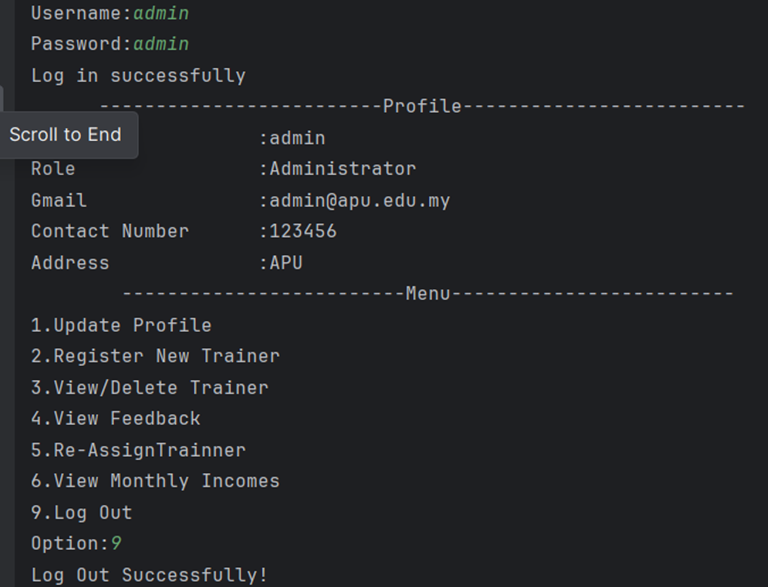 Username:admin
Password:admin
Log in successfully
-------------------------Profile-------------------------
Scroll to End
:admin
Role :Administrator
Gmail :admin@apu.edu.my
Contact Number :123456
Address :APU
-------------------------Menu-------------------------
1.Update Profile
2.Register New Trainer
3.View/Delete Trainer
4.View Feedback
5.Re-AssignTrainner
6.View Monthly Incomes
9.Log Out
Option:9
Log Out Successfully!